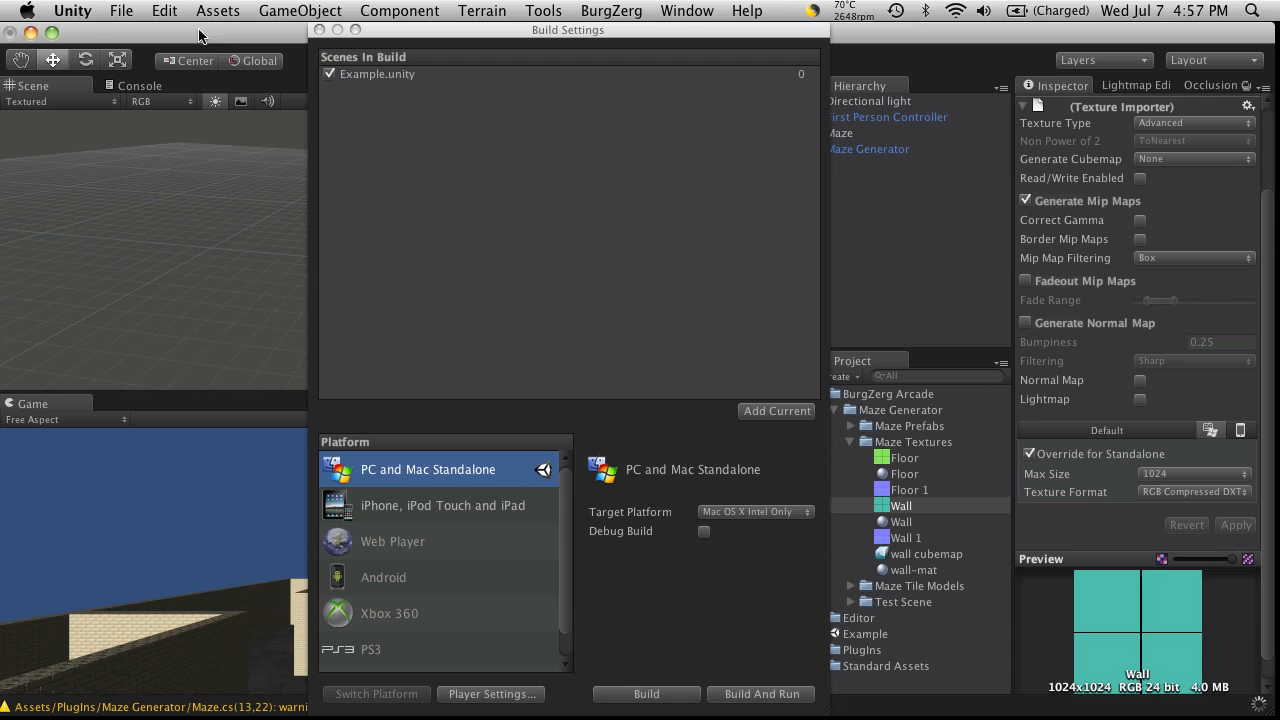 Unity File Edit Assets GameObject Component Terrain Tools BurgZerg Window Help 70°C 2648rpm (Charged) Wed Jul 7 4:57 PM
Build Settings
Center Global
Layers Layout
Scene Console
Textured RGB
Scenes In Build
Example.unity 0
Add Current
Platform
PC and Mac Standalone
iPhone, iPod Touch and iPad
Web Player
Android
Xbox 360
PS3
PC and Mac Standalone
Target Platform Mac OS X Intel Only
Debug Build
Switch Platform Player Settings... Build Build And Run
Game
Free Aspect
Assets/PlugIns/Maze Generator/Maze.cs(13,22): warni
Hierarchy
Directional light
First Person Controller
Maze
Maze Generator
Project
All
BurgZerg Arcade
Maze Generator
Maze Prefabs
Maze Textures
Floor
Floor
Floor 1
Wall
Wall
Wall 1
wall cubemap
wall-mat
Maze Tile Models
Test Scene
Editor
Example
PlugIns
Standard Assets
Inspector Lightmap Edi Occlusion
(Texture Importer)
Texture Type Advanced
Non Power of 2 ToNearest
Generate Cubemap None
Read/Write Enabled
Generate Mip Maps
Correct Gamma
Border Mip Maps
Mip Map Filtering Box
Fadeout Mip Maps
Fade Range
Generate Normal Map
Bumpiness 0.25
Filtering Sharp
Normal Map
Lightmap
Default
Override for Standalone
Max Size 1024
Texture Format RGB Compressed DXT
Revert Apply
Preview
Wall
1024x1024 RGB 24 bit 4.0 MB